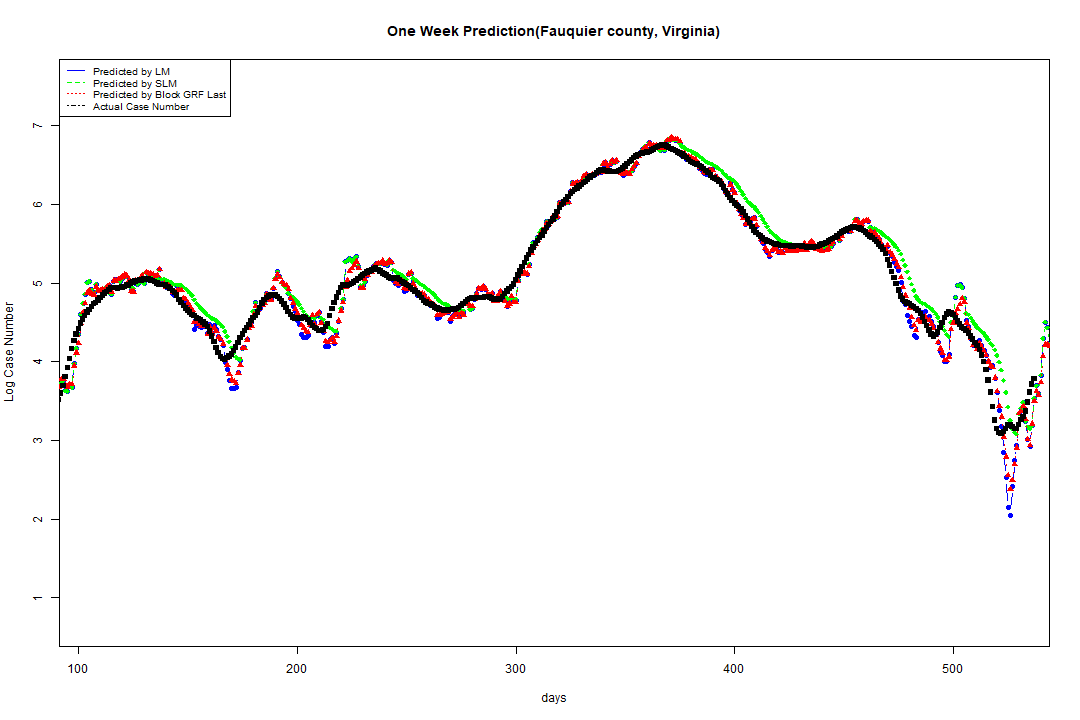 One Week Prediction(Fauquier county, Virginia)
Predicted by LM
Predicted by SLM
Predicted by Block GRF Last
Actual Case Number
7
6
5
4
3
2
1
Log Case Number
100 200 300 400 500
days